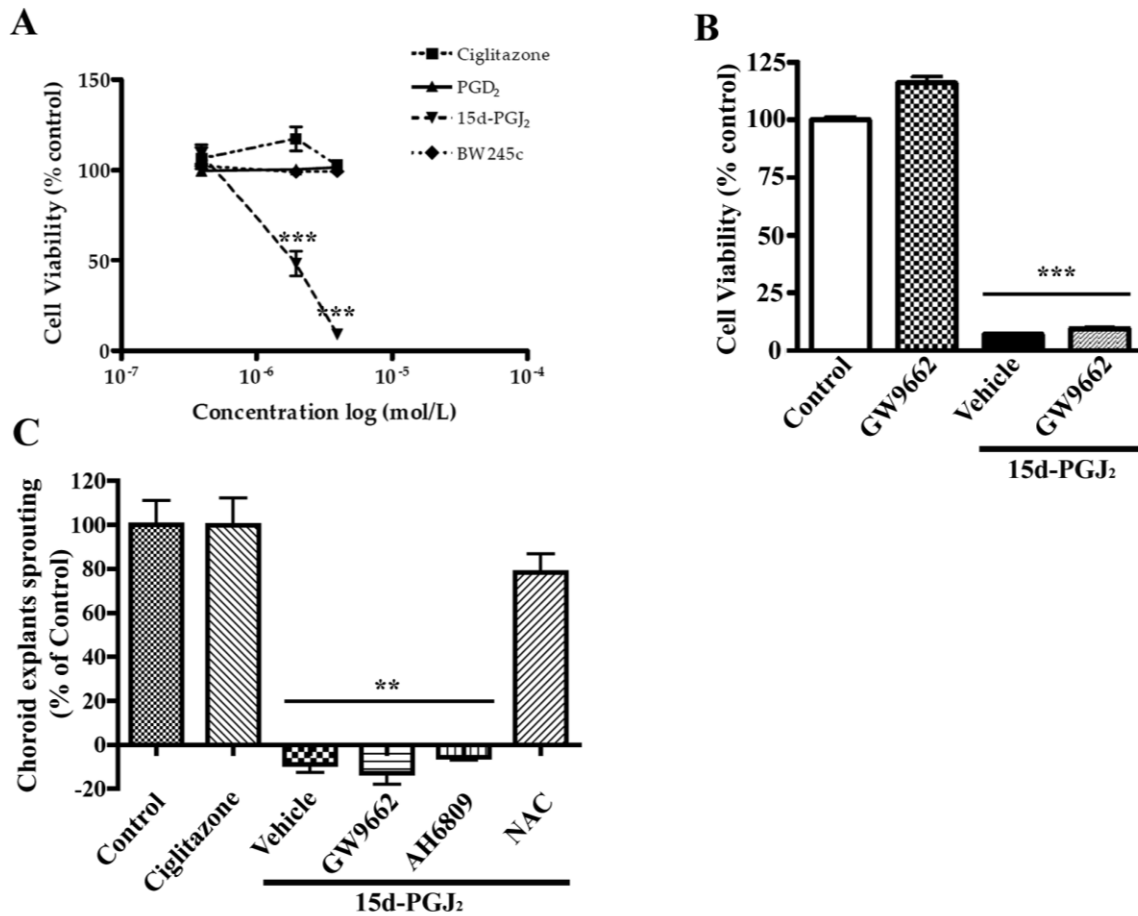 A
Ciglitazone
PGD₂
15d-PGJ₂
BW245c
Cell Viability (% control)
150
100
50
0
***
***
10⁻⁷
10⁻⁶
10⁻⁵
10⁻⁴
Concentration log (mol/L)
B
Cell Viability (% control)
125
100
75
50
25
0
***
Control
GW9662
Vehicle
GW9662
15d-PGJ₂
C
Choroid explants sprouting
(% of Control)
120
100
80
60
40
20
0
-20
**
Control
Ciglitazone
Vehicle
GW9662
AH6809
NAC
15d-PGJ₂